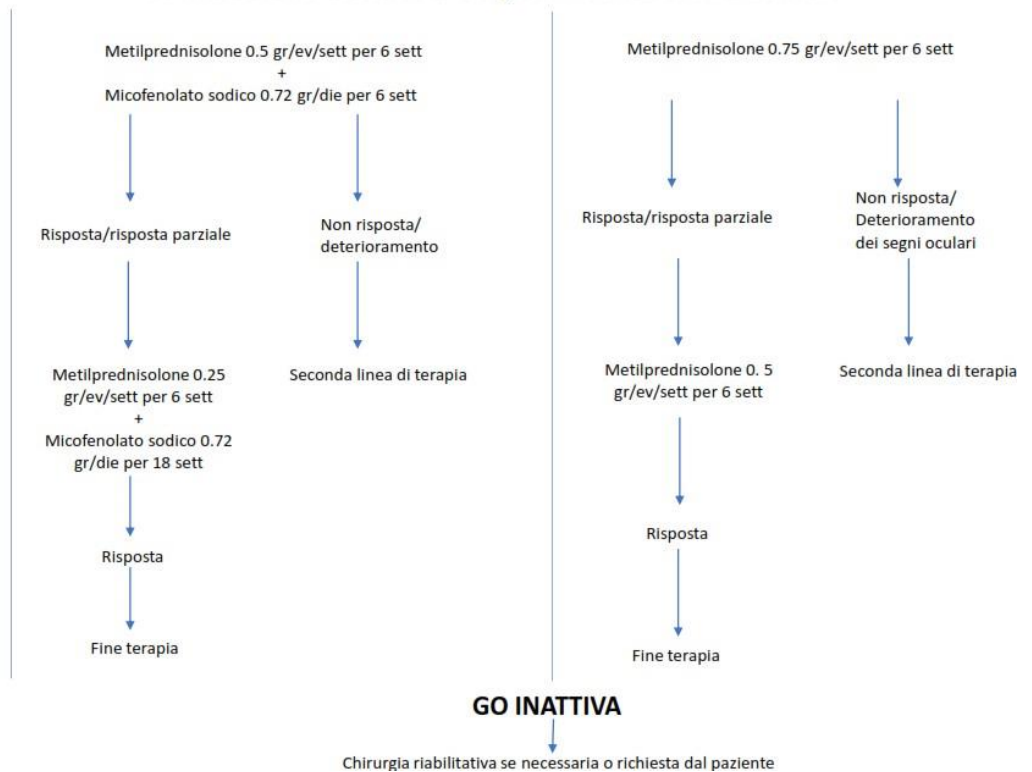 Metilprednisolone 0.5 gr/ev/sett per 6 sett
+
Micofenolato sodico 0.72 gr/die per 6 sett
Risposta/risposta parziale
Non risposta/
deterioramento
Metilprednisolone 0.25
gr/ev/sett per 6 sett
+
Micofenolato sodico 0.72
gr/die per 18 sett
Seconda linea di terapia
Risposta
Fine terapia
Metilprednisolone 0.75 gr/ev/sett per 6 sett
Risposta/risposta parziale
Non risposta/
Deterioramento
dei segni oculari
Metilprednisolone 0. 5
gr/ev/sett per 6 sett
Seconda linea di terapia
Risposta
Fine terapia
GO INATTIVA
Chirurgia riabilitativa se necessaria o richiesta dal paziente